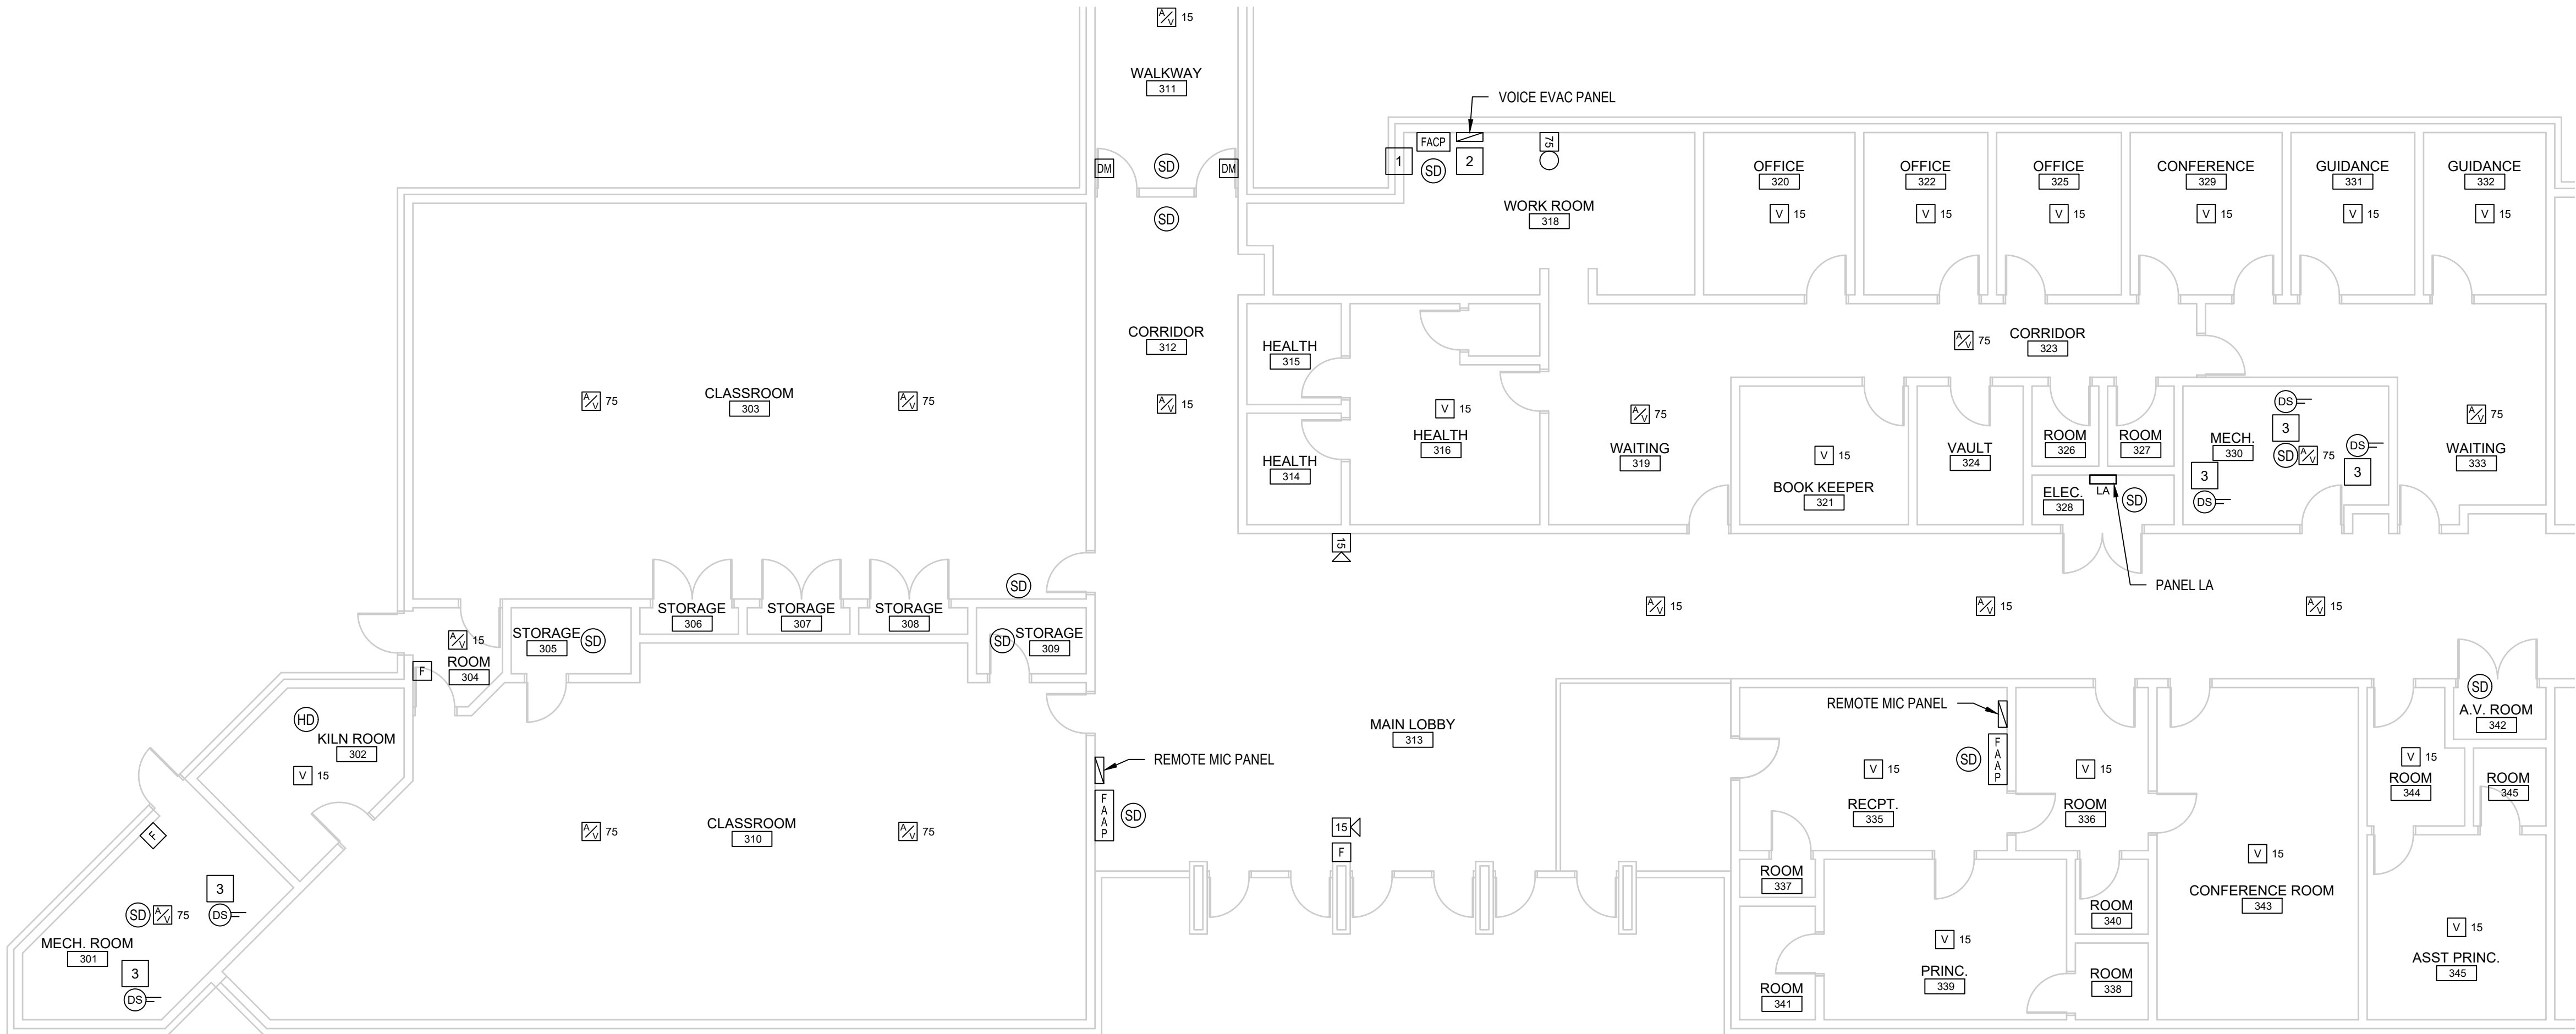 A/V 15
WALKWAY
311
VOICE EVAC PANEL
DM
SD
DM
SD
1
FACP
SD
2
75
WORK ROOM
318
OFFICE
320
V 15
OFFICE
322
V 15
OFFICE
325
V 15
CONFERENCE
329
V 15
GUIDANCE
331
V 15
GUIDANCE
332
V 15
CORRIDOR
312
A/V 15
HEALTH
315
HEALTH
314
V 15
HEALTH
316
A/V 75
CORRIDOR
323
A/V 75
CLASSROOM
303
A/V 75
A/V 75
WAITING
319
V 15
BOOK KEEPER
321
VAULT
324
ROOM
326
ROOM
327
MECH.
330
DS
3
SD
A/V 75
DS
3
3
DS
A/V 75
WAITING
333
ELEC.
328
LA
SD
PANEL LA
15
A/V 15
A/V 15
A/V 15
SD
STORAGE
306
STORAGE
307
STORAGE
308
STORAGE
305
SD
SD
STORAGE
309
A/V 15
ROOM
304
F
HD
KILN ROOM
302
V 15
F
3
DS
SD
A/V 75
MECH. ROOM
301
3
DS
A/V 75
CLASSROOM
310
A/V 75
REMOTE MIC PANEL
FAAP
SD
MAIN LOBBY
313
15
F
REMOTE MIC PANEL
FAAP
SD
V 15
RECPT.
335
V 15
ROOM
336
ROOM
337
ROOM
341
V 15
PRINC.
339
ROOM
340
ROOM
338
V 15
CONFERENCE ROOM
343
SD
A.V. ROOM
342
V 15
ROOM
344
ROOM
345
V 15
ASST PRINC.
345